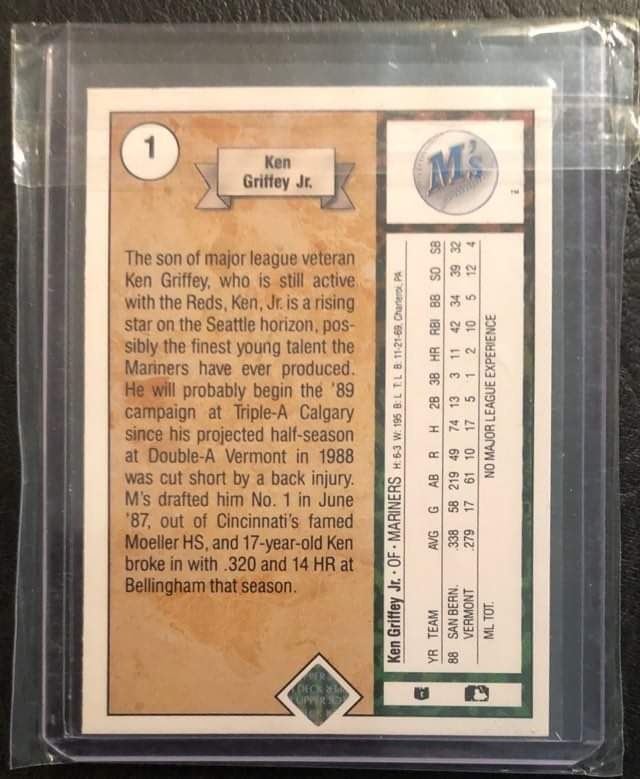 1
Ken
Griffey Jr.
The son of major league veteran
Ken Griffey, who is still active
with the Reds, Ken, Jr. is a rising
star on the Seattle horizon, pos-
sibly the finest young talent the
Mariners have ever produced.
He will probably begin the '89
campaign at Triple-A Calgary
since his projected half-season
at Double-A Vermont in 1988
was cut short by a back injury.
M's drafted him No. 1 in June
'87, out of Cincinnati's famed
Moeller HS, and 17-year-old Ken
broke in with .320 and 14 HR at
Bellingham that season.
UPPER
DECK
M's
Ken Griffey Jr. • OF • MARINERS H: 6-3 W: 195 B: L T: L B: 11-21-69, Charleroi, PA
YR TEAM AVG G AB R H 2B 3B HR RBI BB SO SB
88 SAN BERN. .338 58 219 49 74 13 3 11 42 34 39 32
VERMONT .279 17 61 10 17 5 1 2 10 5 12 4
ML TOT. NO MAJOR LEAGUE EXPERIENCE